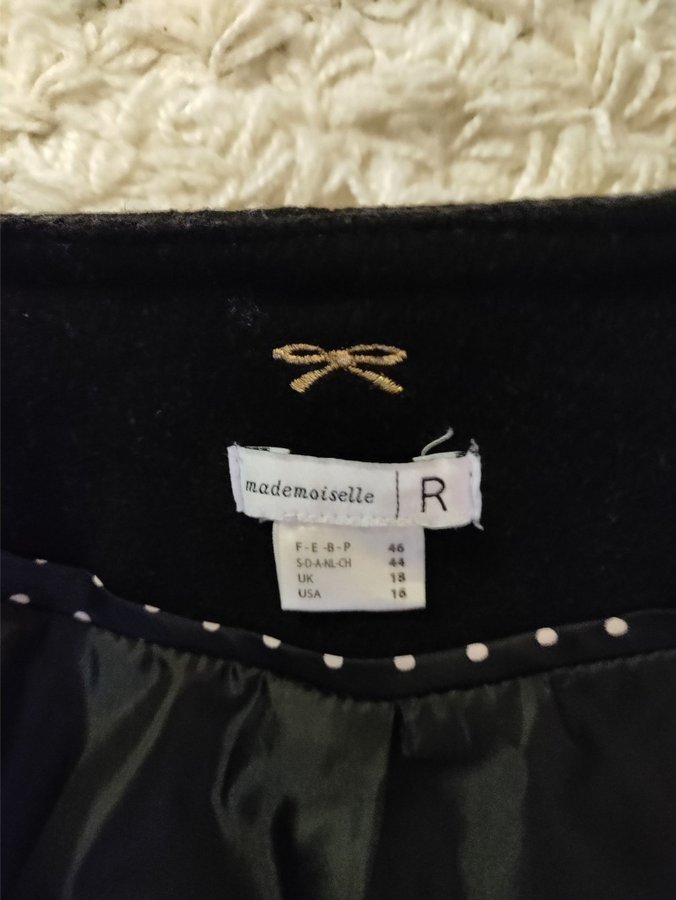 mademoiselle | R
F-E-B-P 46
S-D-A-NL-CH 44
UK 18
USA 16